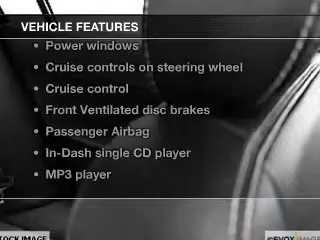 VEHICLE FEATURES
• Power windows
• Cruise controls on steering wheel
• Cruise control
• Front Ventilated disc brakes
• Passenger Airbag
• In-Dash single CD player
• MP3 player
STOCK IMAGE
©EVOX IMAGE